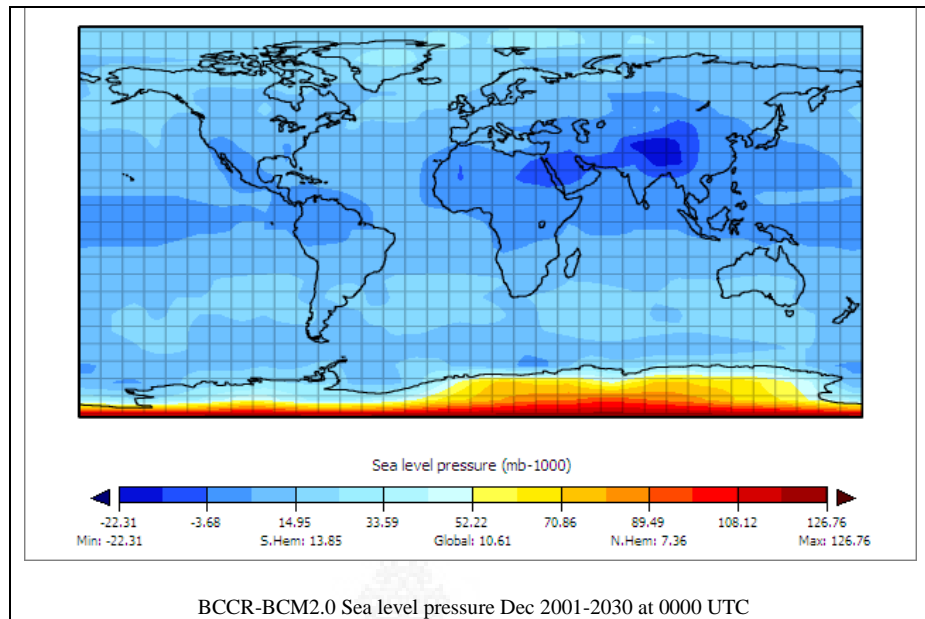 Sea level pressure (mb-1000)
-22.31 -3.68 14.95 33.59 52.22 70.86 89.49 108.12 126.76
Min: -22.31 S.Hem: 13.85 Global: 10.61 N.Hem: 7.36 Max: 126.76
BCCR-BCM2.0 Sea level pressure Dec 2001-2030 at 0000 UTC